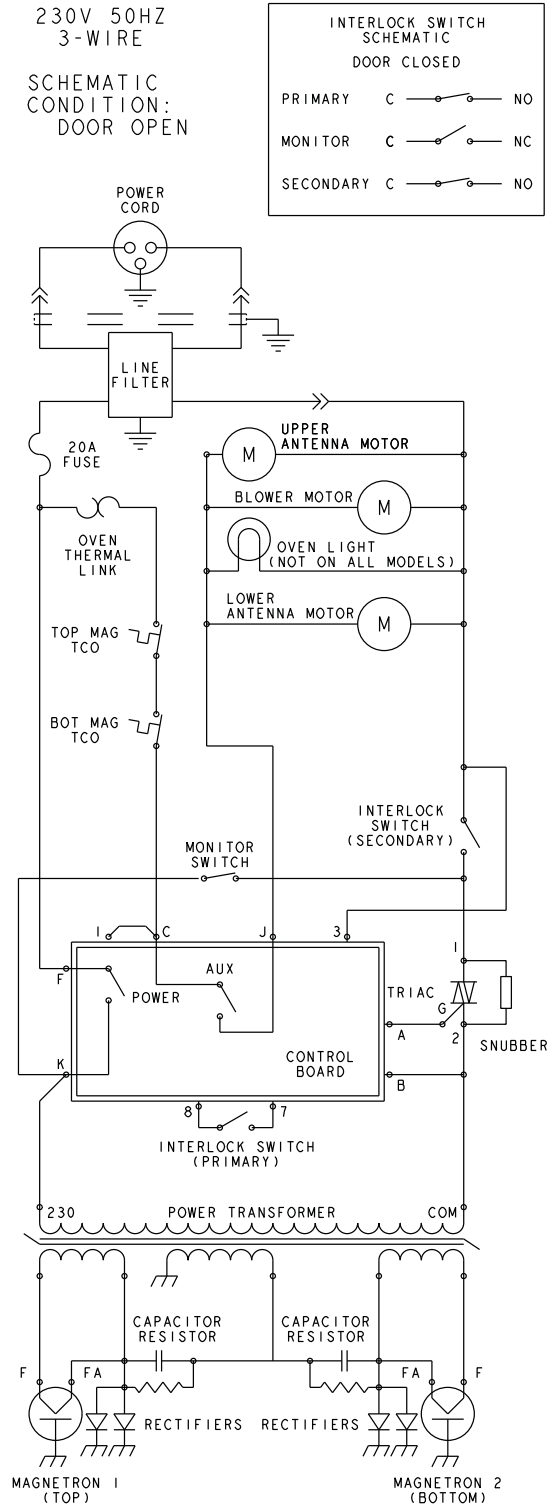 230V 50HZ
3-WIRE
SCHEMATIC
CONDITION:
DOOR OPEN
INTERLOCK SWITCH
SCHEMATIC
DOOR CLOSED
PRIMARY C NO
MONITOR C NC
SECONDARY C NO
POWER
CORD
LINE
FILTER
20A
FUSE
UPPER
ANTENNA MOTOR
M
BLOWER MOTOR
M
OVEN
THERMAL
LINK
OVEN LIGHT
(NOT ON ALL MODELS)
LOWER
ANTENNA MOTOR
M
TOP MAG
TCO
BOT MAG
TCO
INTERLOCK
SWITCH
(SECONDARY)
MONITOR
SWITCH
1 C J 3
1
F
POWER
AUX
TRIAC
G
A
2
SNUBBER
CONTROL
BOARD
K
B
8 7
INTERLOCK SWITCH
(PRIMARY)
230 POWER TRANSFORMER COM
CAPACITOR
RESISTOR
CAPACITOR
RESISTOR
F FA FA F
RECTIFIERS RECTIFIERS
MAGNETRON 1
(TOP)
MAGNETRON 2
(BOTTOM)